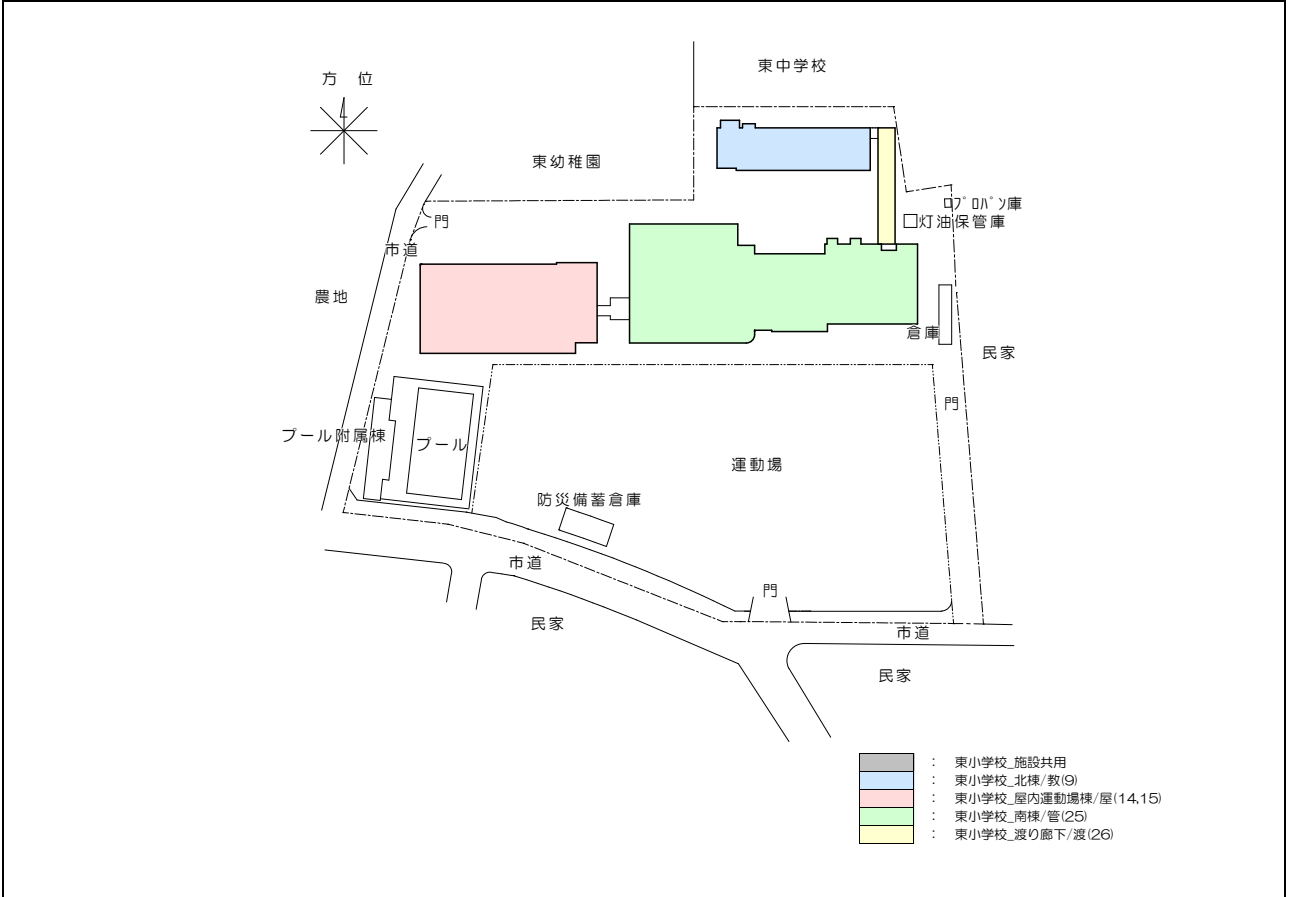 東中学校
方 位
東幼稚園
ロプロパン庫
門
灯油保管庫
市道
農地
倉庫
民家
門
プール附属棟
プール
運動場
防災備蓄倉庫
市道
門
民家
市道
民家
： 東小学校_施設共用
： 東小学校_北棟/教(9)
： 東小学校_屋内運動場棟/屋(14,15)
： 東小学校_南棟/管(25)
： 東小学校_渡り廊下/渡(26)